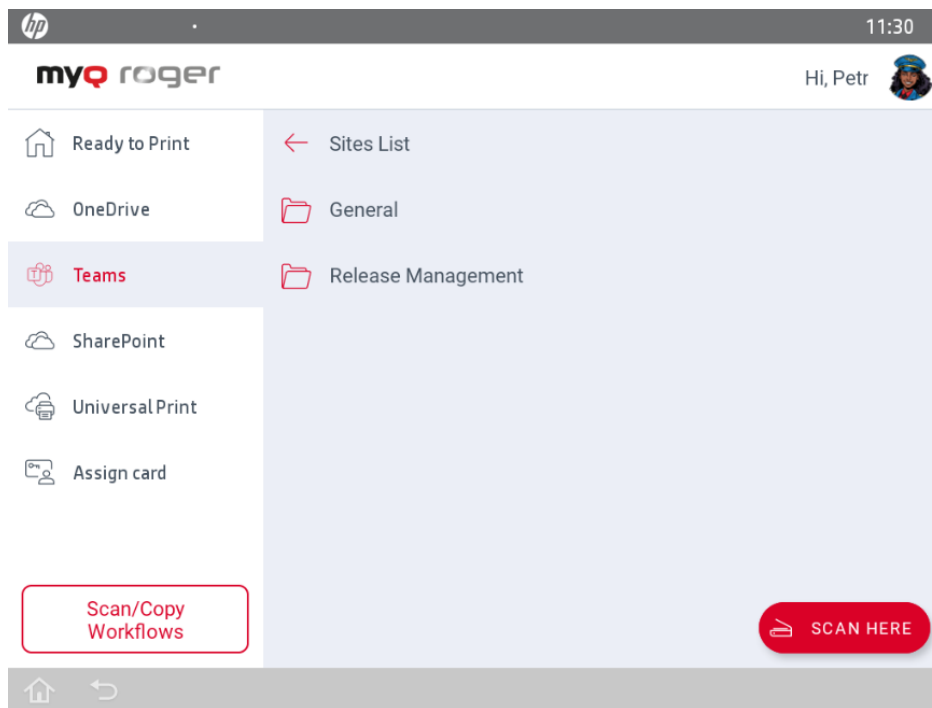 hp
11:30
myQ roger
Hi, Petr
Ready to Print
OneDrive
Teams
SharePoint
Universal Print
Assign card
Scan/Copy
Workflows
Sites List
General
Release Management
SCAN HERE